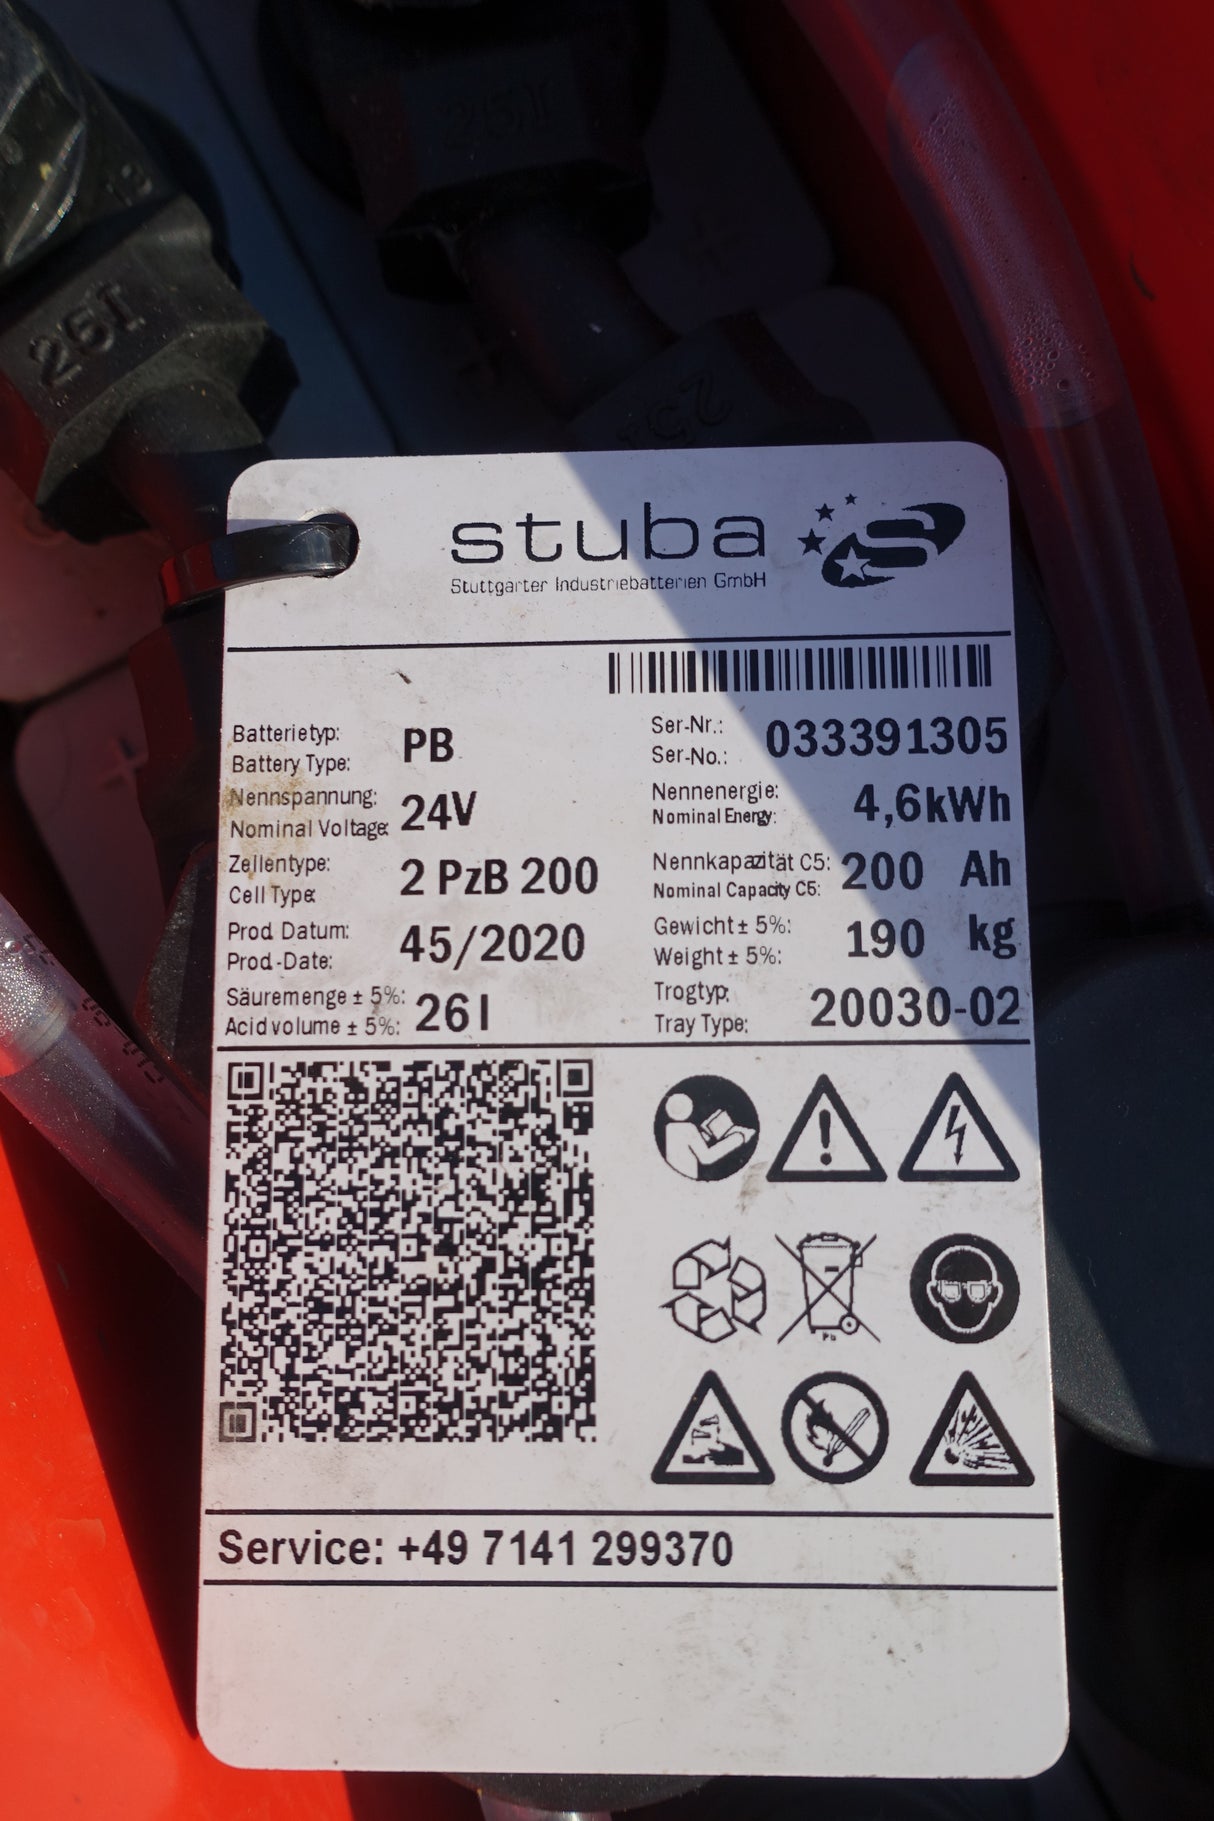 25I
26I
25I
stuba
Stuttgarter Industriebatterien GmbH
Batterietyp:
Battery Type:
PB
Ser-Nr.:
Ser-No.:
033391305
Nennspannung:
Nominal Voltage:
24V
Nennenergie:
Nominal Energy:
4,6kWh
Zellentype:
Cell Type:
2 PzB 200
Nennkapazität C5:
Nominal Capacity C5:
200 Ah
Prod. Datum:
Prod.-Date:
45/2020
Gewicht ± 5%:
Weight ± 5%:
190 kg
Säuremenge ± 5%:
Acid volume ± 5%:
26 l
Trogtyp:
Tray Type:
20030-02
Pb
Service: +49 7141 299370